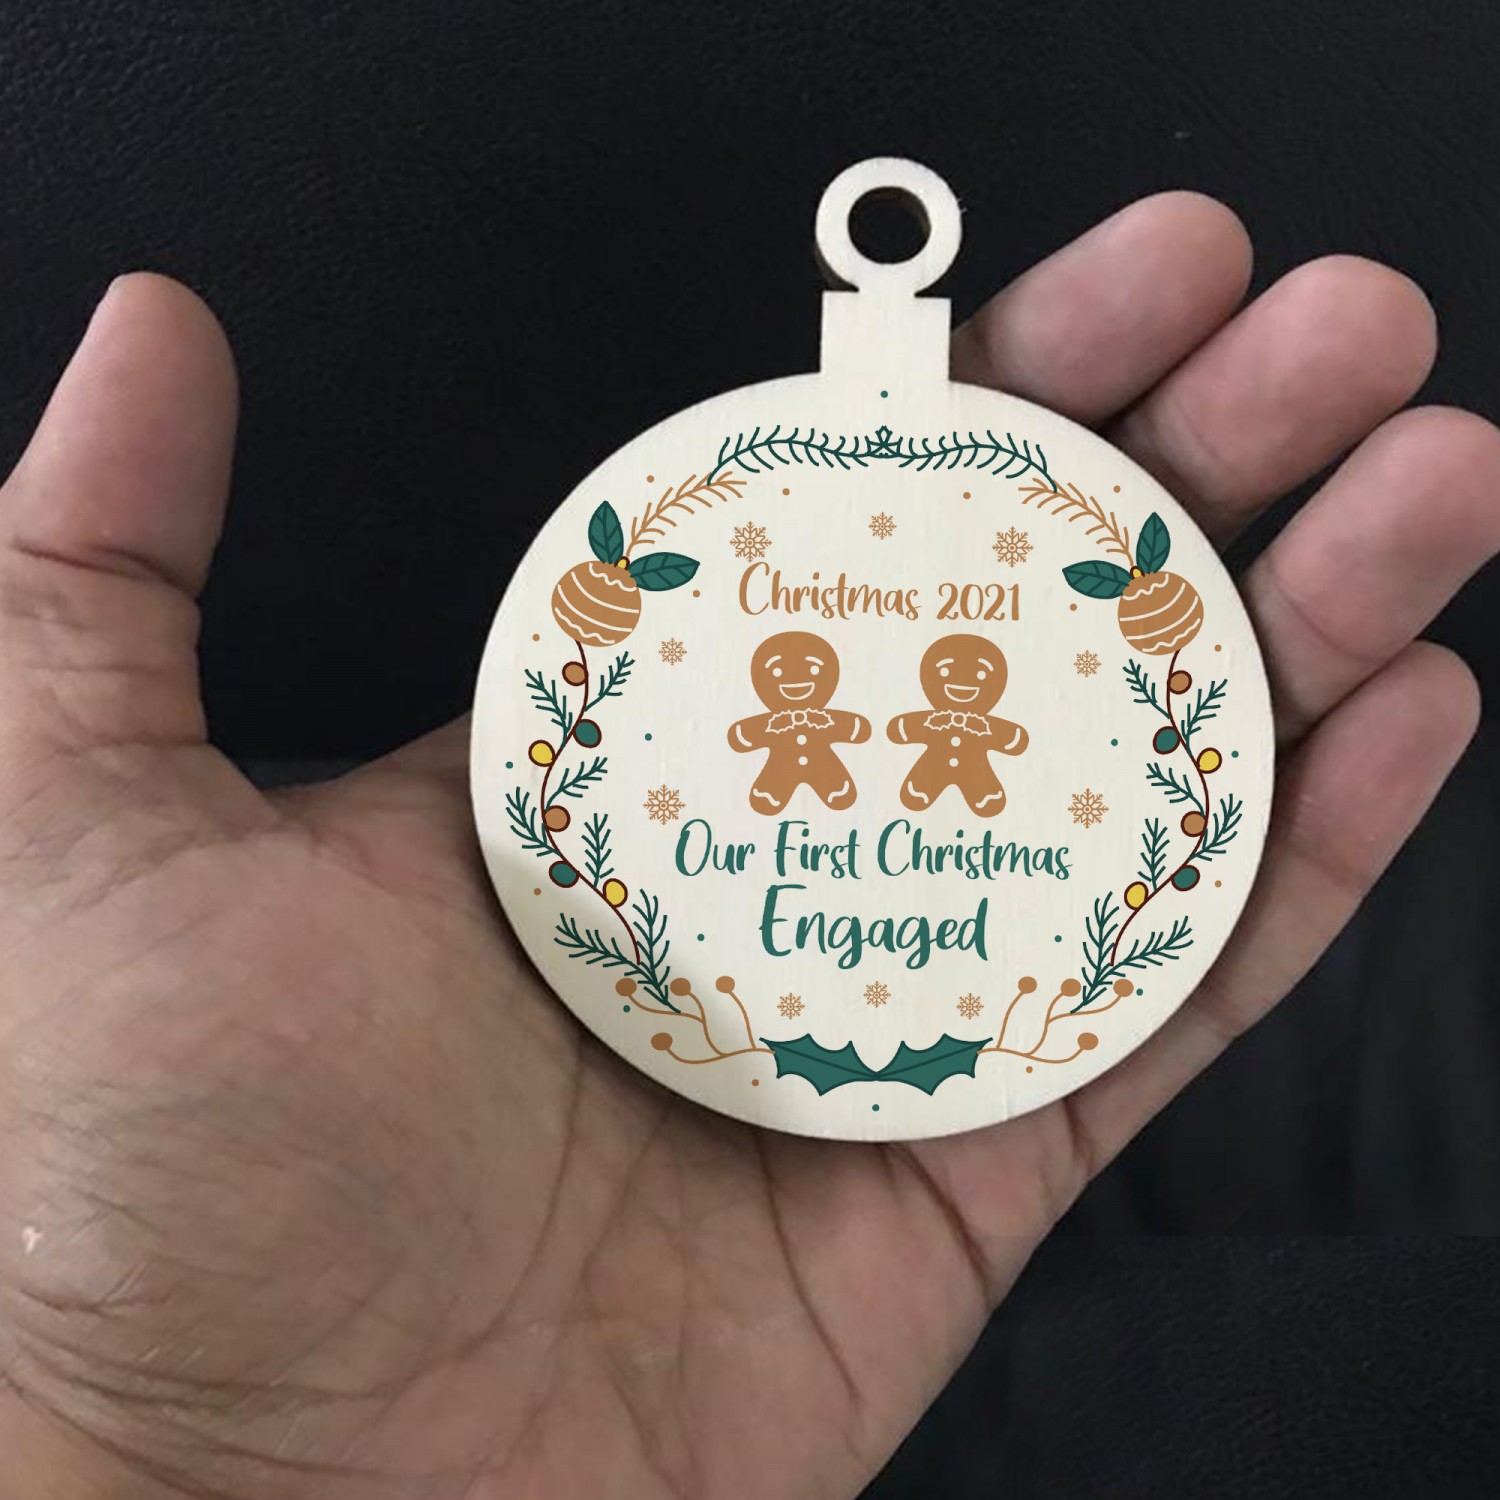 Christmas 2021
Our First Christmas
Engaged